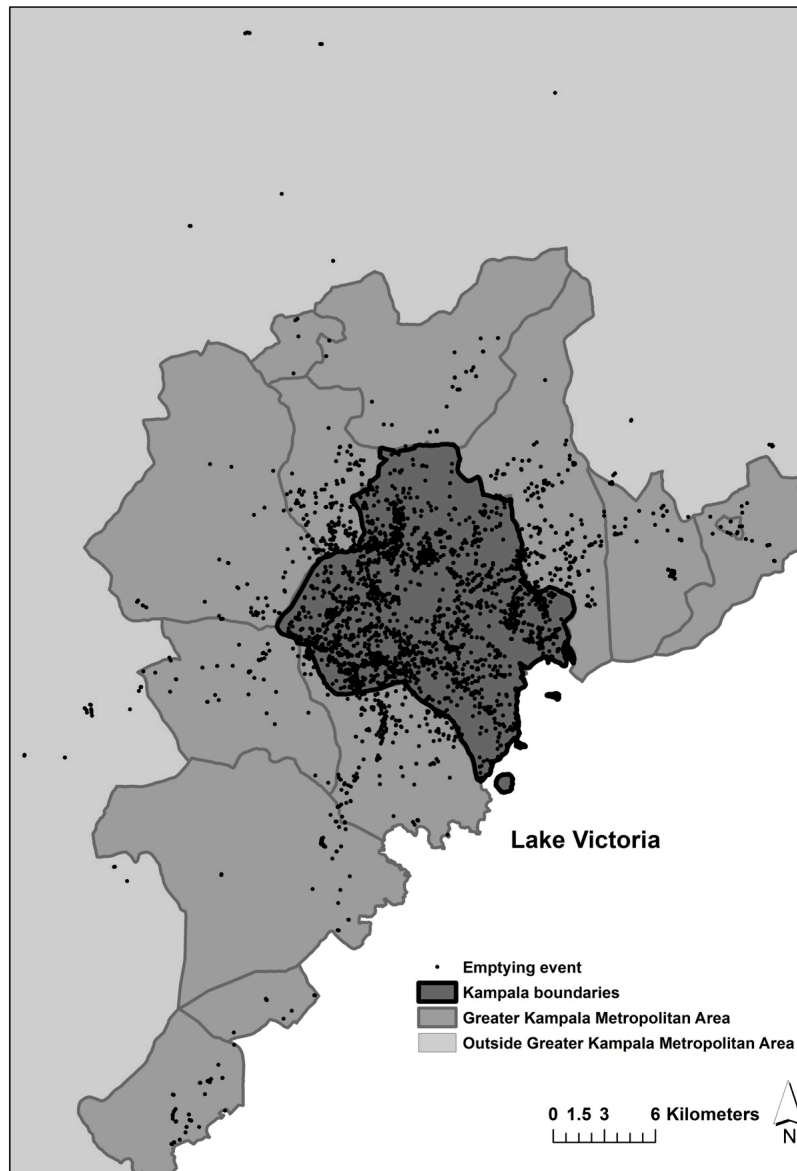 Lake Victoria
Emptying event
Kampala boundaries
Greater Kampala Metropolitan Area
Outside Greater Kampala Metropolitan Area
0 1.5 3 6 Kilometers
N